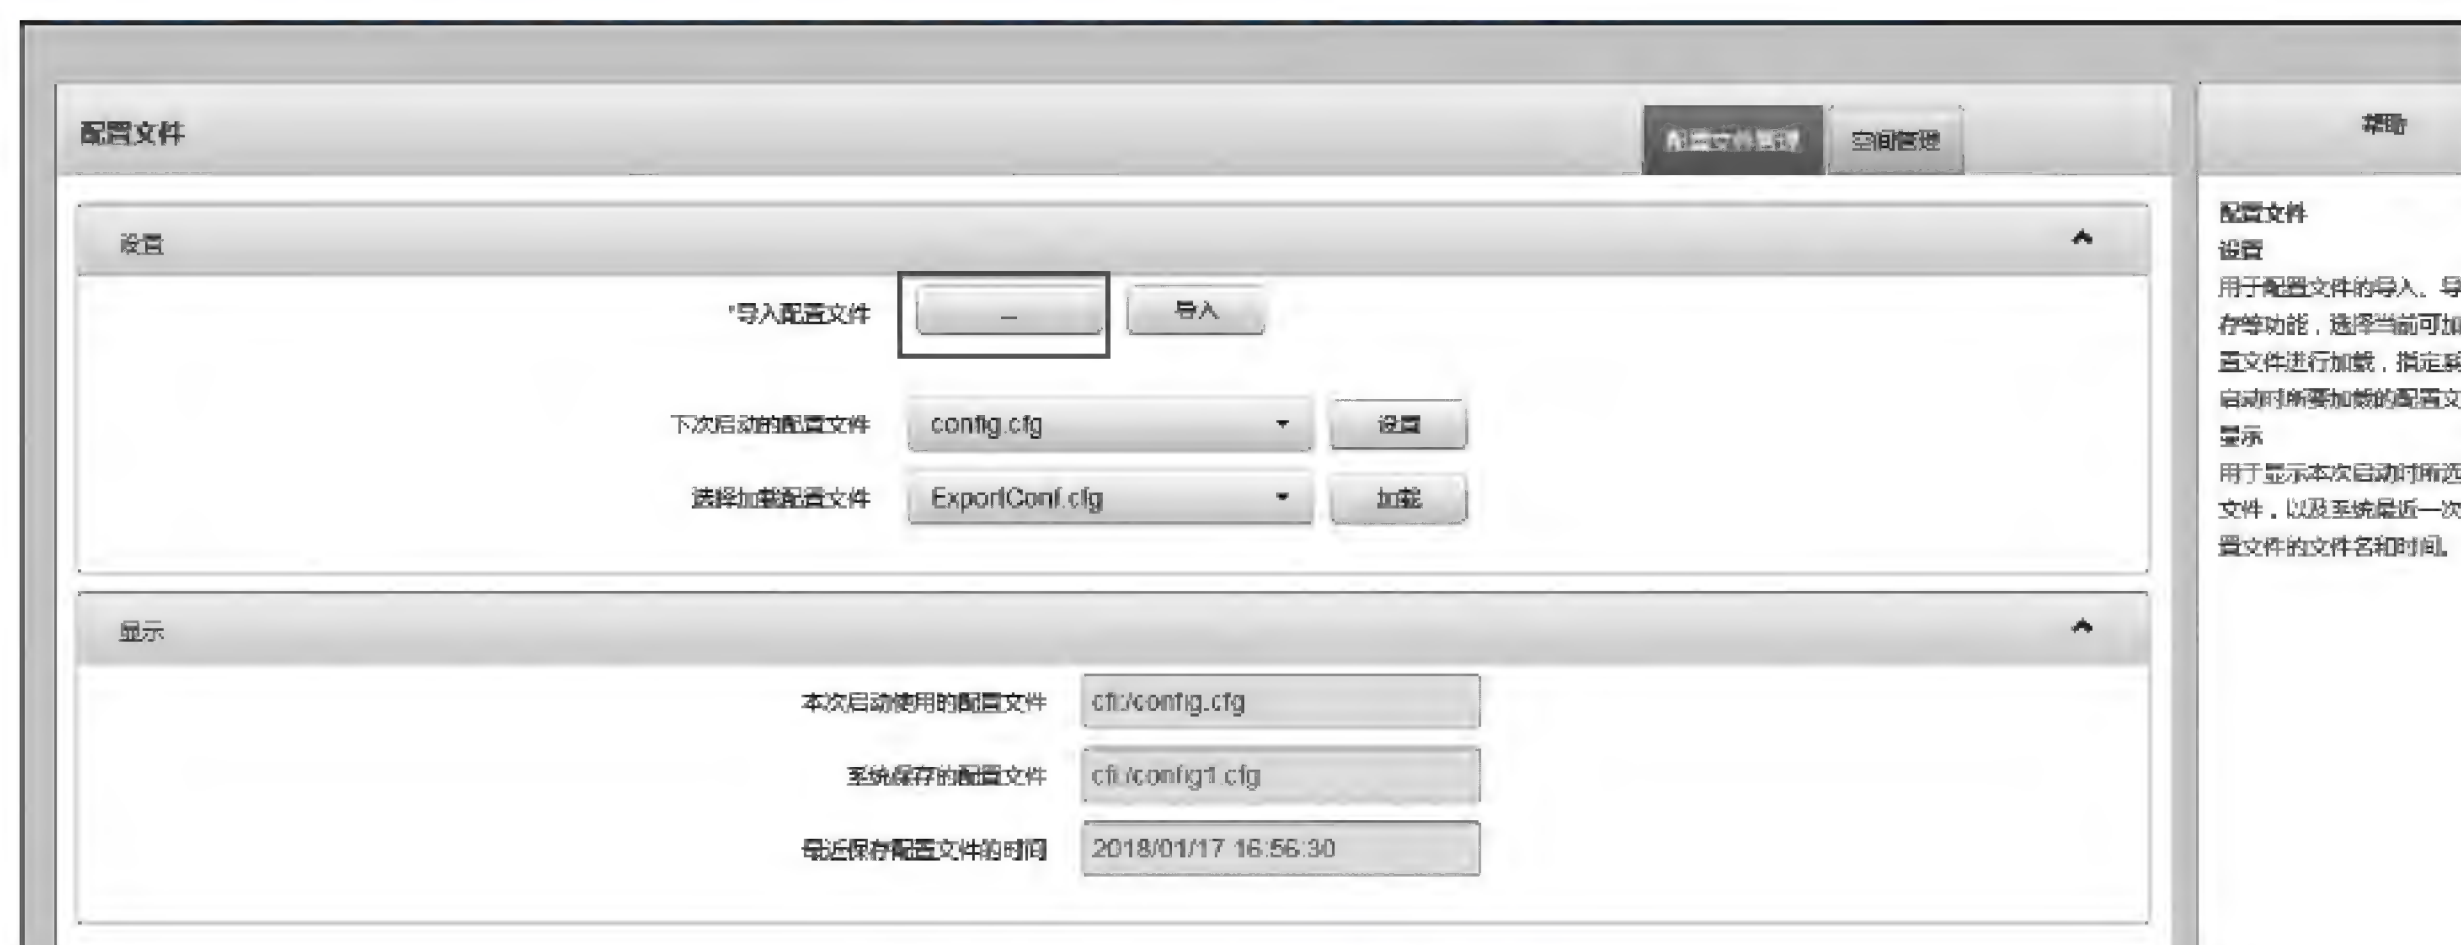 配置文件
配置文件管理
空间管理
帮助
设置
*导入配置文件
...
导入
下次启动的配置文件
config.cfg
设置
选择加载配置文件
ExportConf.cfg
加载
显示
本次启动使用的配置文件
cfti/config.cfg
系统保存的配置文件
config1.cfg
最近保存配置文件的时间
2018/01/17 16:56:30
配置文件
设置
用于配置文件的导入、导
存等功能，选择当前可加
置文件进行加载，指定系
启动时所要加载的配置文
显示
用于显示本次启动时所选
文件，以及系统最近一次
置文件的文件名和时间。